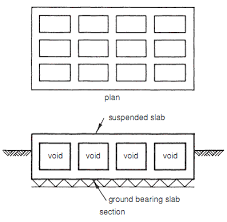 plan
suspended slab
void void void void
ground bearing slab
section